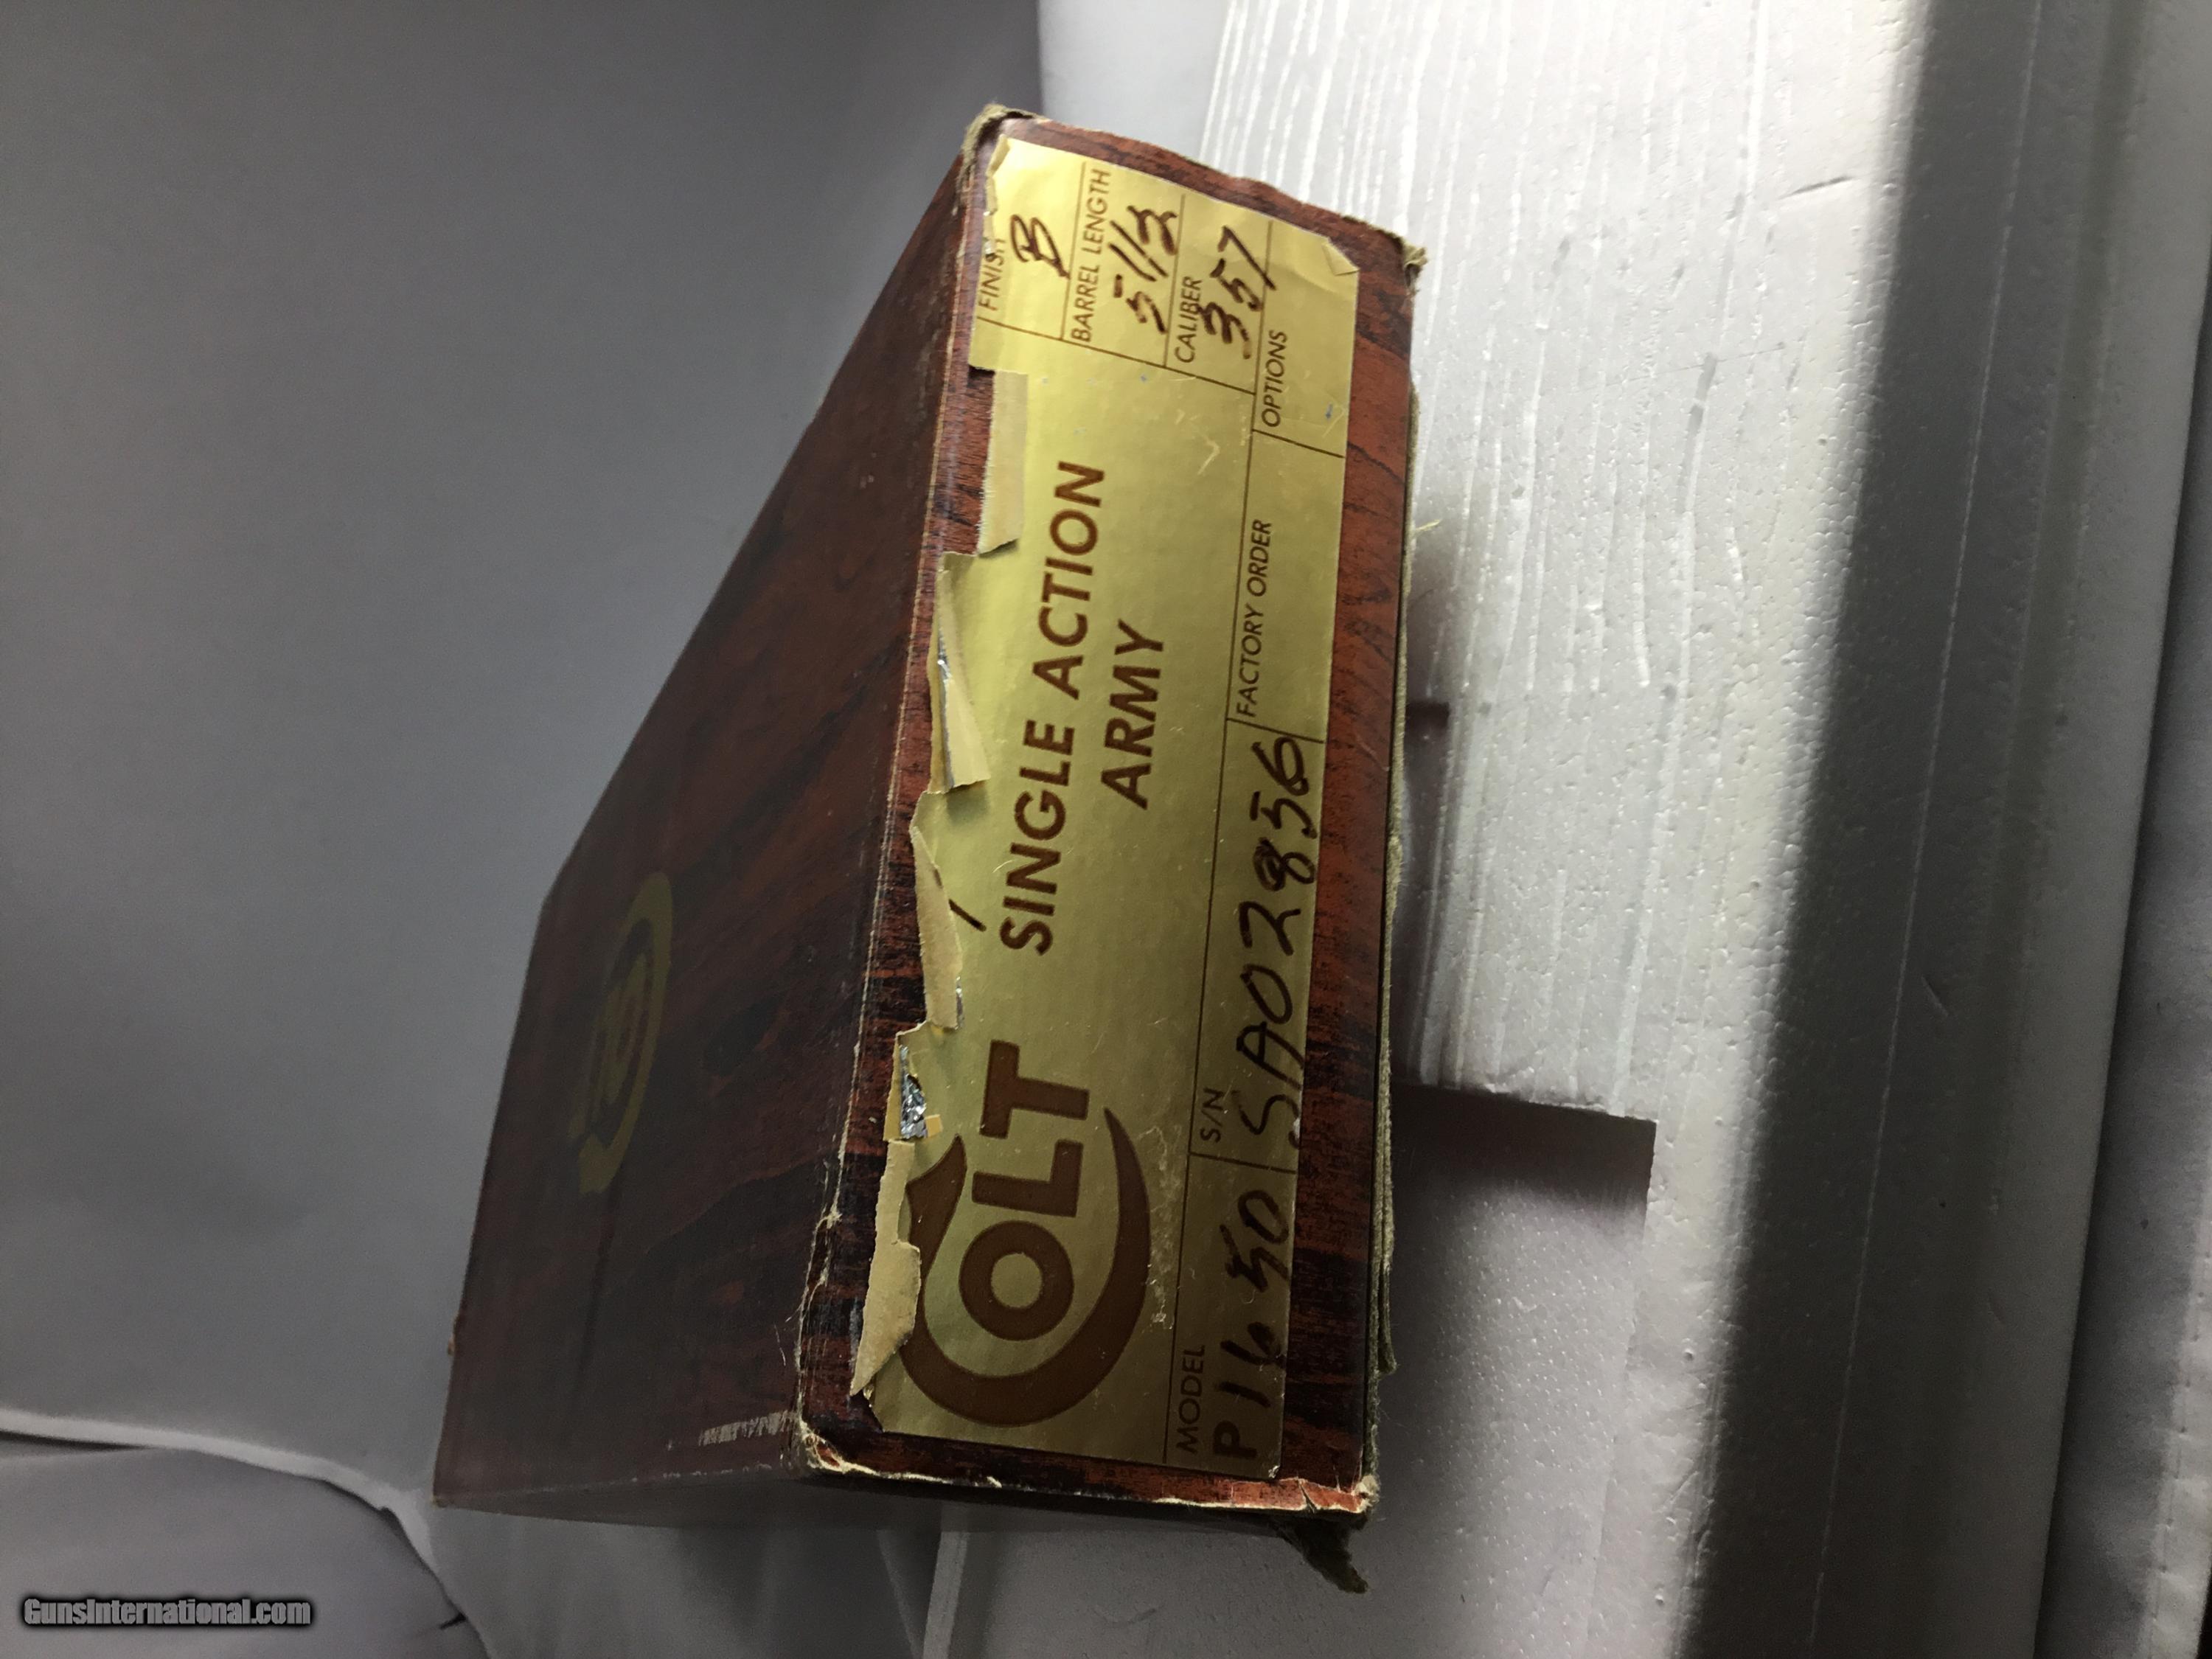 COLT
SINGLE ACTION
ARMY
FINISH
B
BARREL LENGTH
5 1/2
CALIBER
357
MODEL
P1650
S/N
SA02856
FACTORY ORDER
OPTIONS
GunsInternational.com